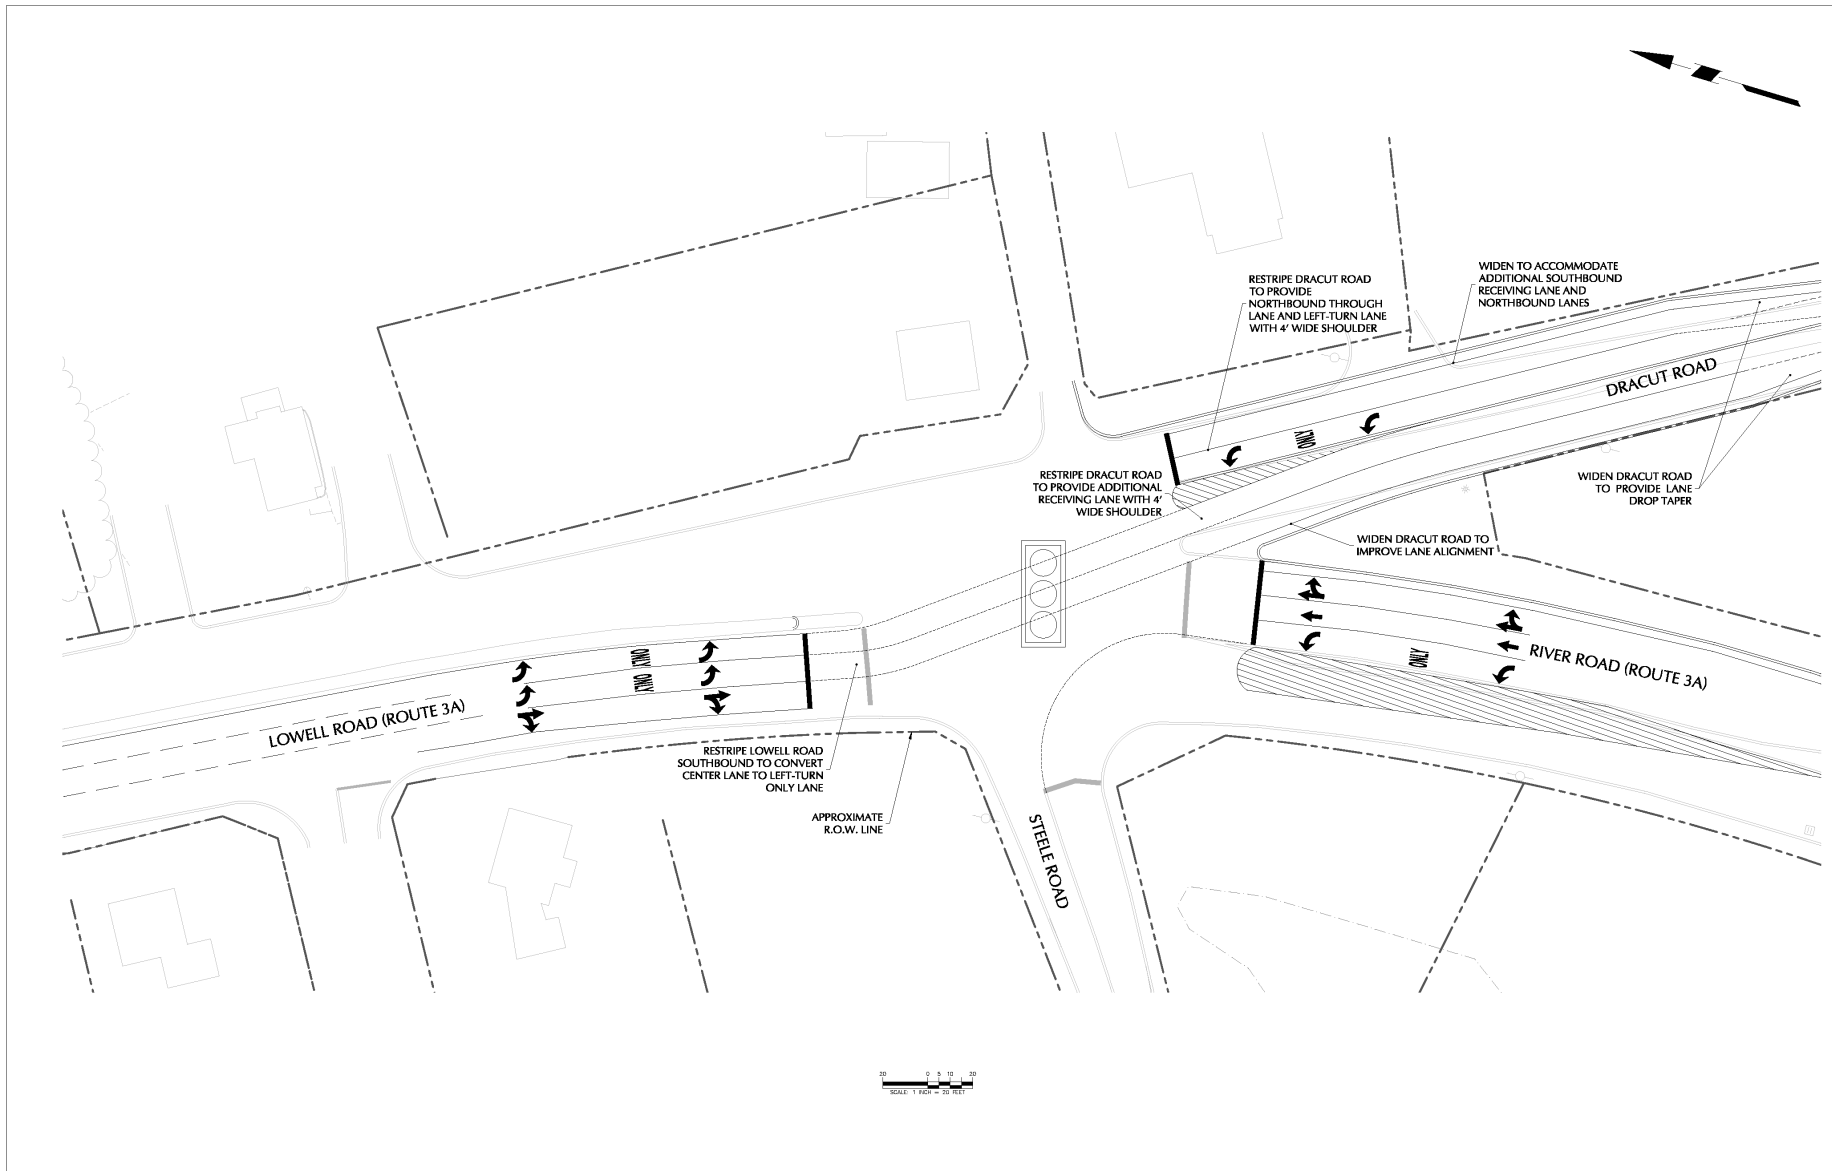 WIDEN TO ACCOMMODATE
ADDITIONAL SOUTHBOUND
RECEIVING LANE AND
NORTHBOUND LANES
RESTRIPE DRACUT ROAD
TO PROVIDE
NORTHBOUND THROUGH
LANE AND LEFT-TURN LANE
WITH 4' WIDE SHOULDER
DRACUT ROAD
ONLY
RESTRIPE DRACUT ROAD
TO PROVIDE ADDITIONAL
RECEIVING LANE WITH 4'
WIDE SHOULDER
WIDEN DRACUT ROAD
TO PROVIDE LANE
DROP TAPER
WIDEN DRACUT ROAD TO
IMPROVE LANE ALIGNMENT
ONLY
ONLY
ONLY
RIVER ROAD (ROUTE 3A)
LOWELL ROAD (ROUTE 3A)
RESTRIPE LOWELL ROAD
SOUTHBOUND TO CONVERT
CENTER LANE TO LEFT-TURN
ONLY LANE
APPROXIMATE
R.O.W. LINE
STEELE ROAD
20 0 5 10 20
SCALE: 1 INCH = 20 FEET